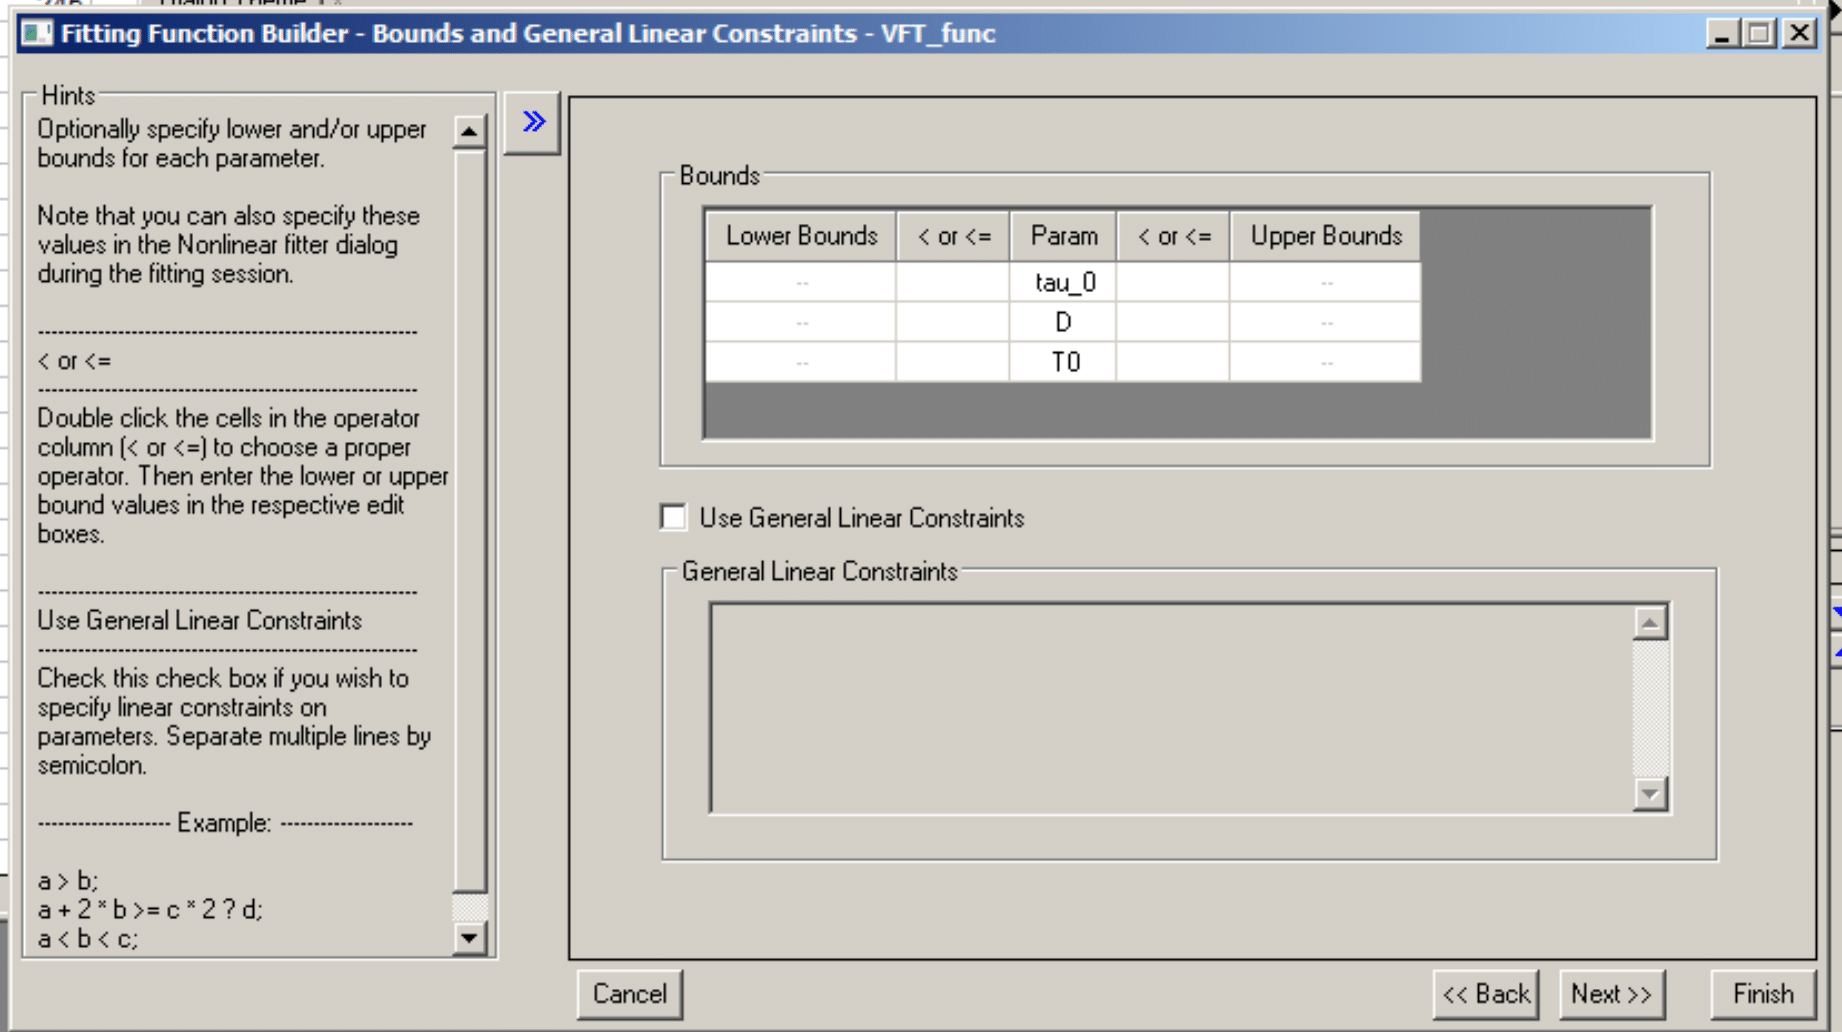 Fitting Function Builder - Bounds and General Linear Constraints - VFT_func
Hints
Optionally specify lower and/or upper
bounds for each parameter.
Note that you can also specify these
values in the Nonlinear fitter dialog
during the fitting session.
---------------------------------------------------------
< or <=
---------------------------------------------------------
Double click the cells in the operator
column (< or <=) to choose a proper
operator. Then enter the lower or upper
bound values in the respective edit
boxes.
---------------------------------------------------------
Use General Linear Constraints
---------------------------------------------------------
Check this check box if you wish to
specify linear constraints on
parameters. Separate multiple lines by
semicolon.
-------------------- Example: --------------------
a > b;
a + 2 * b >= c * 2 ? d;
a < b < c;
>>
Bounds
Lower Bounds < or <= Param < or <= Upper Bounds
-- tau_0 --
-- D --
-- T0 --
Use General Linear Constraints
General Linear Constraints
Cancel << Back Next >> Finish